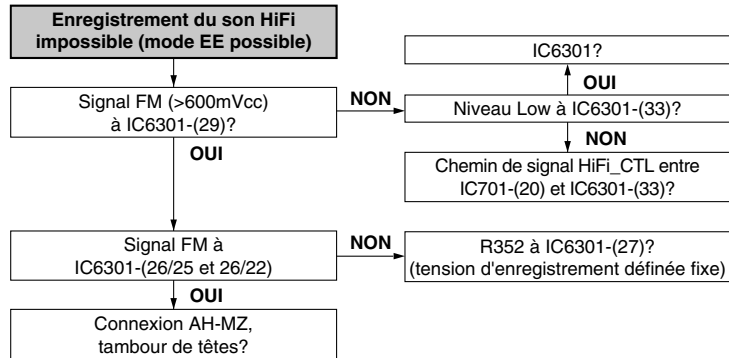 Enregistrement du son HiFi
impossible (mode EE possible)
IC6301?
OUI
Signal FM (>600mVcc)
à IC6301-(29)?
NON
Niveau Low à IC6301-(33)?
OUI
NON
Chemin de signal HiFi_CTL entre
IC701-(20) et IC6301-(33)?
Signal FM à
IC6301-(26/25 et 26/22)
NON
R352 à IC6301-(27)?
(tension d'enregistrement définée fixe)
OUI
Connexion AH-MZ,
tambour de têtes?